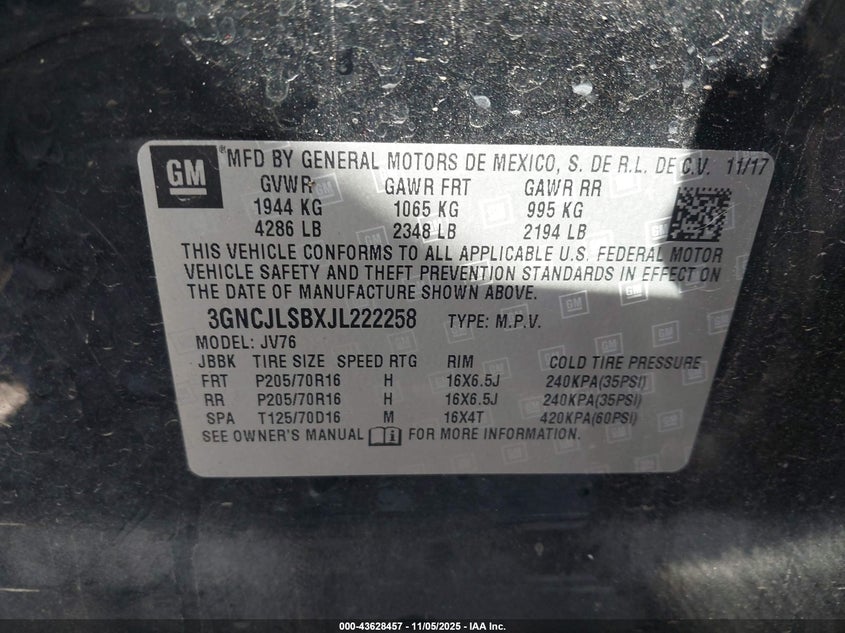 GM ® MFD BY GENERAL MOTORS DE MEXICO, S. DE R.L. DE C.V. 11/17
GVWR GAWR FRT GAWR RR
1944 KG 1065 KG 995 KG
4286 LB 2348 LB 2194 LB
THIS VEHICLE CONFORMS TO ALL APPLICABLE U.S. FEDERAL MOTOR
VEHICLE SAFETY AND THEFT PREVENTION STANDARDS IN EFFECT ON
THE DATE OF MANUFACTURE SHOWN ABOVE.
3GNCJLSBXJL222258 TYPE: M.P.V.
MODEL: JV76
JBBK TIRE SIZE SPEED RTG RIM COLD TIRE PRESSURE
FRT P205/70R16 H 16X6.5J 240KPA(35PSI)
RR P205/70R16 H 16X6.5J 240KPA(35PSI)
SPA T125/70D16 M 16X4T 420KPA(60PSI)
SEE OWNER'S MANUAL FOR MORE INFORMATION.
000-43628457 - 11/05/2025 - IAA Inc.